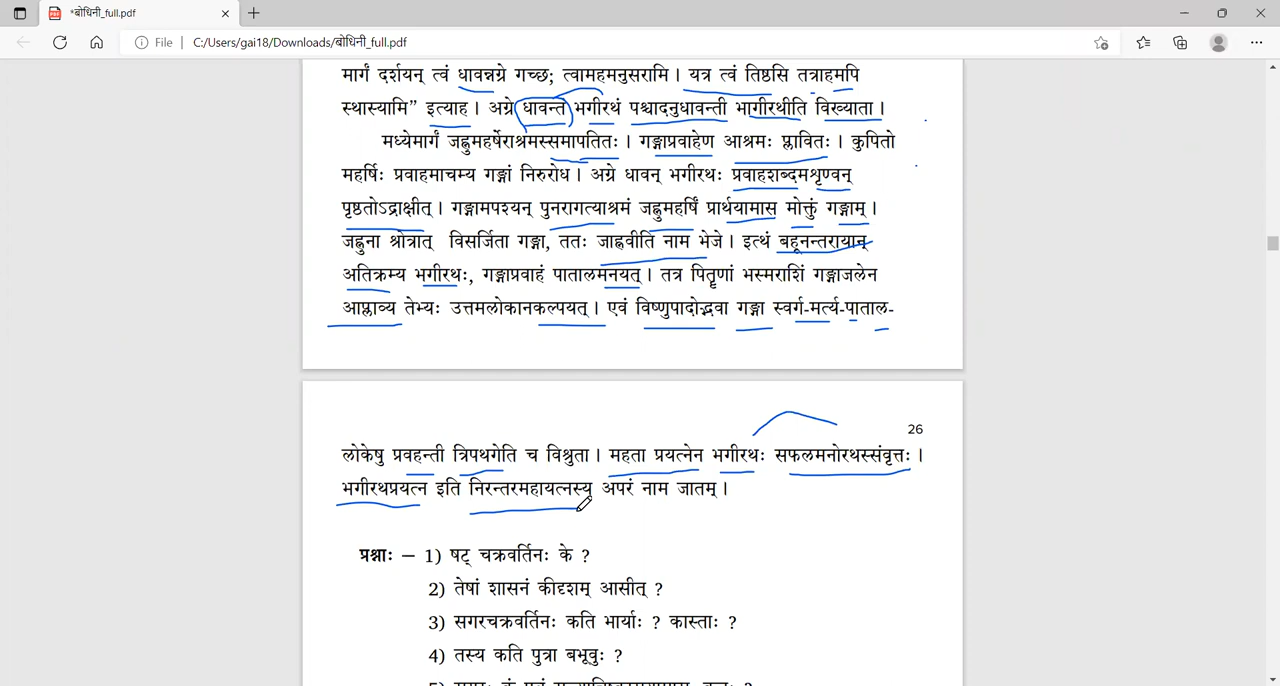 *बोधिनी_full.pdf
File | C:/Users/gai18/Downloads/बोधिनी_full.pdf
मार्गं दर्शयन् त्वं धावन्नग्रे गच्छ; त्वामहमनुसरामि । यत्र त्वं तिष्ठसि तत्राहमपि
स्थास्यामि” इत्याह । अग्रे धावन्तं भगीरथं पश्चादनुधावन्ती भागीरथीति विख्याता ।
मध्येमार्गं जह्नुमहर्षेराश्रमस्समापतितः । गङ्गाप्रवाहेण आश्रमः प्लावितः । कुपितो
महर्षिः प्रवाहमाचम्य गङ्गां निरुरोध । अग्रे धावन् भगीरथः प्रवाहशब्दमशृण्वन्
पृष्ठतोऽद्राक्षीत् । गङ्गामपश्यन् पुनरागत्याश्रमं जह्नुमहर्षिं प्रार्थयामास मोक्तुं गङ्गाम् ।
जह्नुना श्रोत्रात् विसर्जिता गङ्गा, ततः जाह्नवीति नाम भेजे । इत्थं बहूनन्तरायान्
अतिक्रम्य भगीरथः, गङ्गाप्रवाहं पातालमनयत् । तत्र पितॄणां भस्मराशिं गङ्गाजलेन
आप्लाव्य तेभ्यः उत्तमलोकानकल्पयत् । एवं विष्णुपादोद्भवा गङ्गा स्वर्ग-मर्त्य-पाताल-
26
लोकेषु प्रवहन्ती त्रिपथगेति च विश्रुता । महता प्रयत्नेन भगीरथः सफलमनोरथस्संवृत्तः ।
भगीरथप्रयत्न इति निरन्तरमहायत्नस्य अपरं नाम जातम् ।
प्रश्नाः – 1) षट् चक्रवर्तिनः के ?
2) तेषां शासनं कीदृशम् आसीत् ?
3) सगरचक्रवर्तिनः कति भार्याः ? कास्ताः ?
4) तस्य कति पुत्रा बभूवुः ?